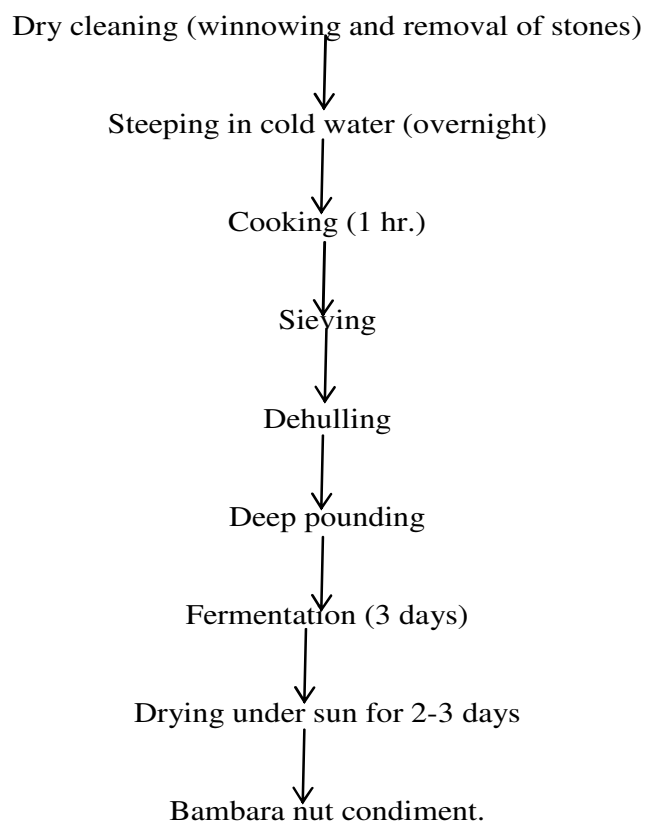 Dry cleaning (winnowing and removal of stones)
Steeping in cold water (overnight)
Cooking (1 hr.)
Sieving
Dehulling
Deep pounding
Fermentation (3 days)
Drying under sun for 2-3 days
Bambara nut condiment.